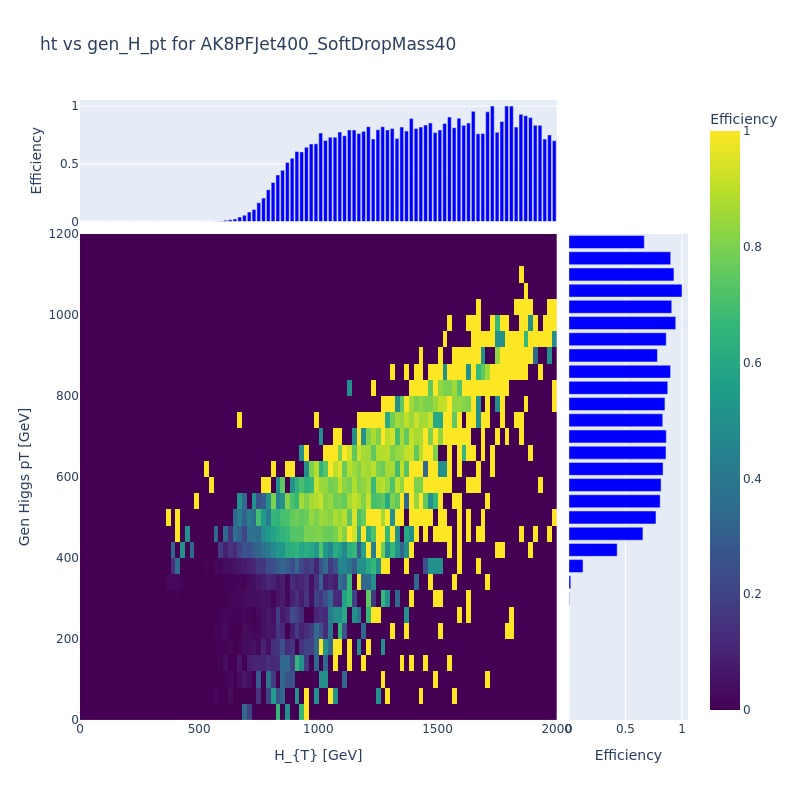 ht vs gen_H_pt for AK8PFJet400_SoftDropMass40
Efficiency
1
0.5
0
Efficiency
1
0.8
0.6
0.4
0.2
0
Gen Higgs pT [GeV]
1200
1000
800
600
400
200
0
0 500 1000 1500 2000
H_{T} [GeV]
0 0.5 1
Efficiency